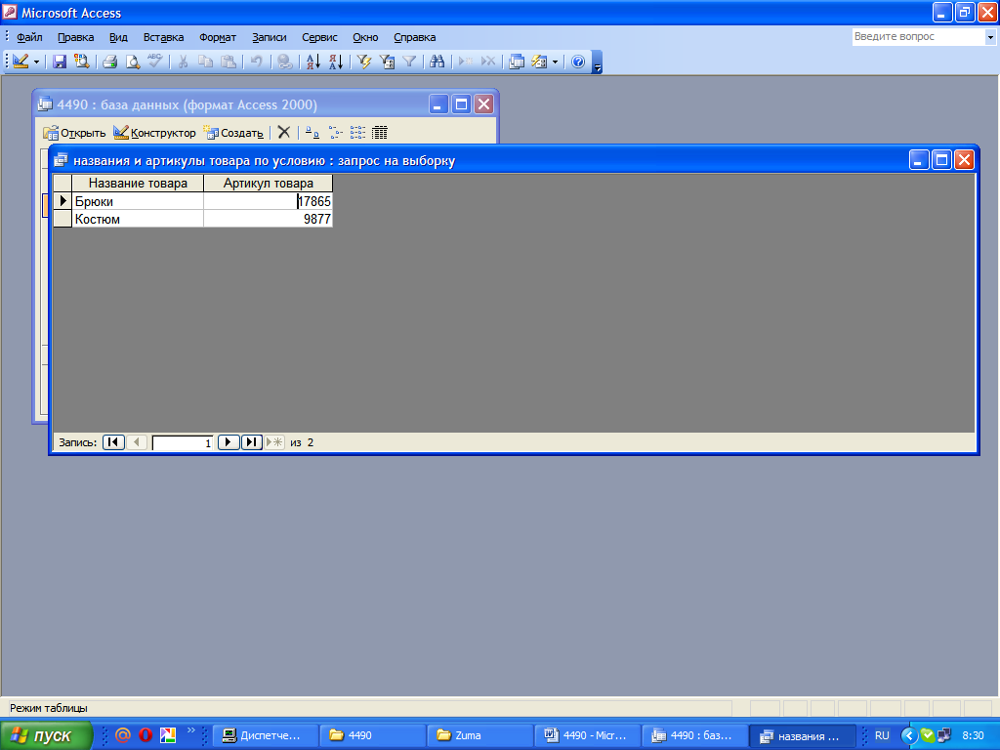 Microsoft Access
Файл Правка Вид Вставка Формат Записи Сервис Окно Справка
Введите вопрос
4490 : база данных (формат Access 2000)
Открыть Конструктор Создать
названия и артикулы товара по условию : запрос на выборку
Название товара Артикул товара
Брюки 17865
Костюм 9877
Запись: 1 из 2
Режим таблицы
пуск Диспетче... 4490 Zuma 4490 - Micr... 4490 : баз... названия ... RU 8:30